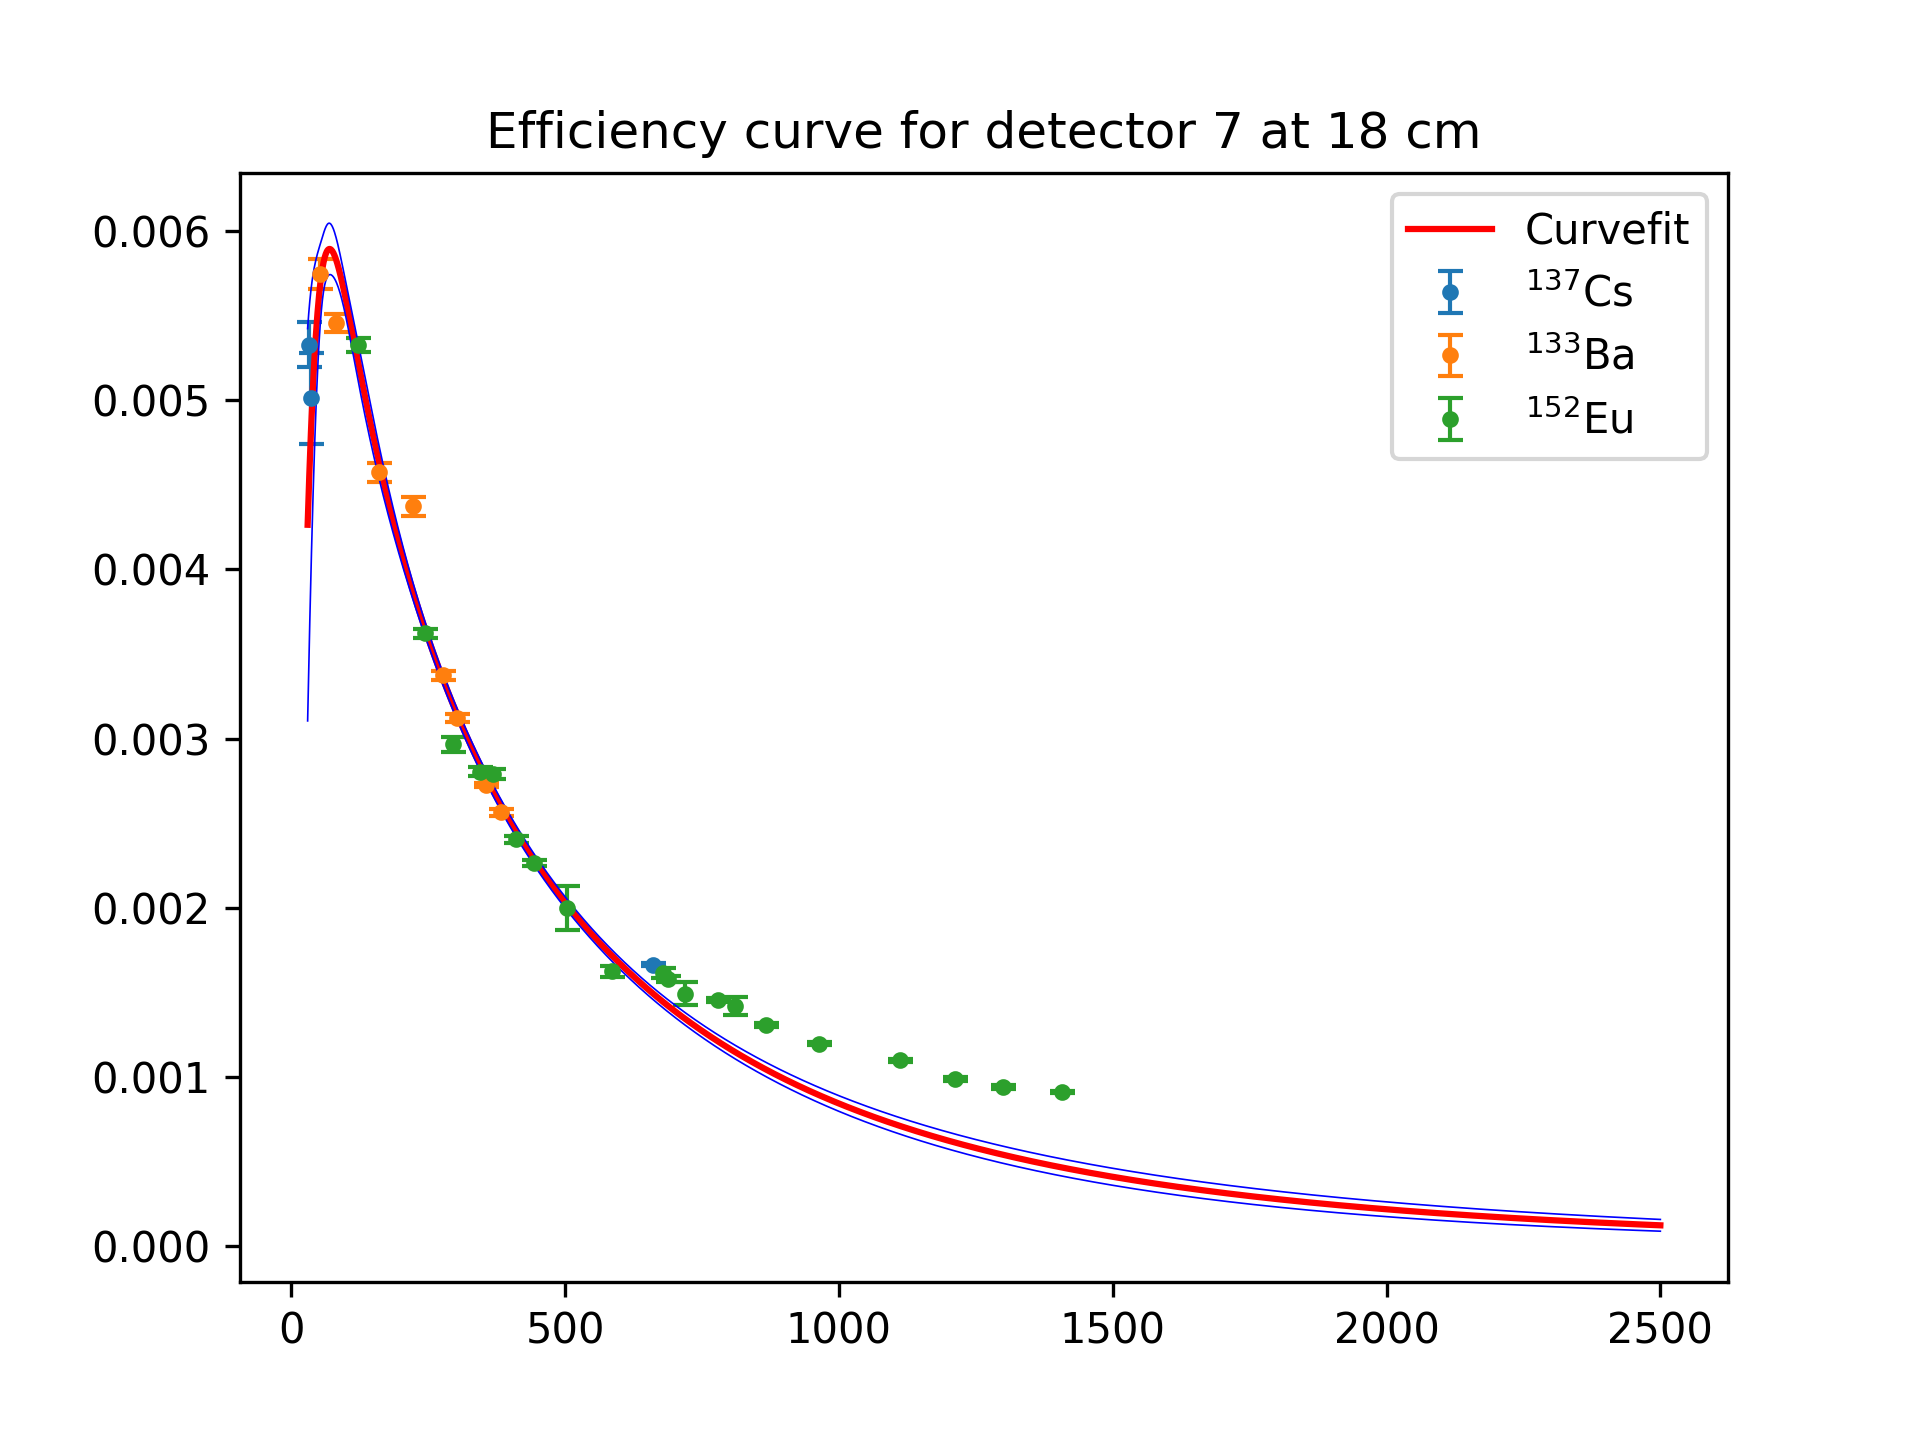 Efficiency curve for detector 7 at 18 cm
0.006
0.005
0.004
0.003
0.002
0.001
0.000
0 500 1000 1500 2000 2500
Curvefit
¹³⁷Cs
¹³³Ba
¹⁵²Eu